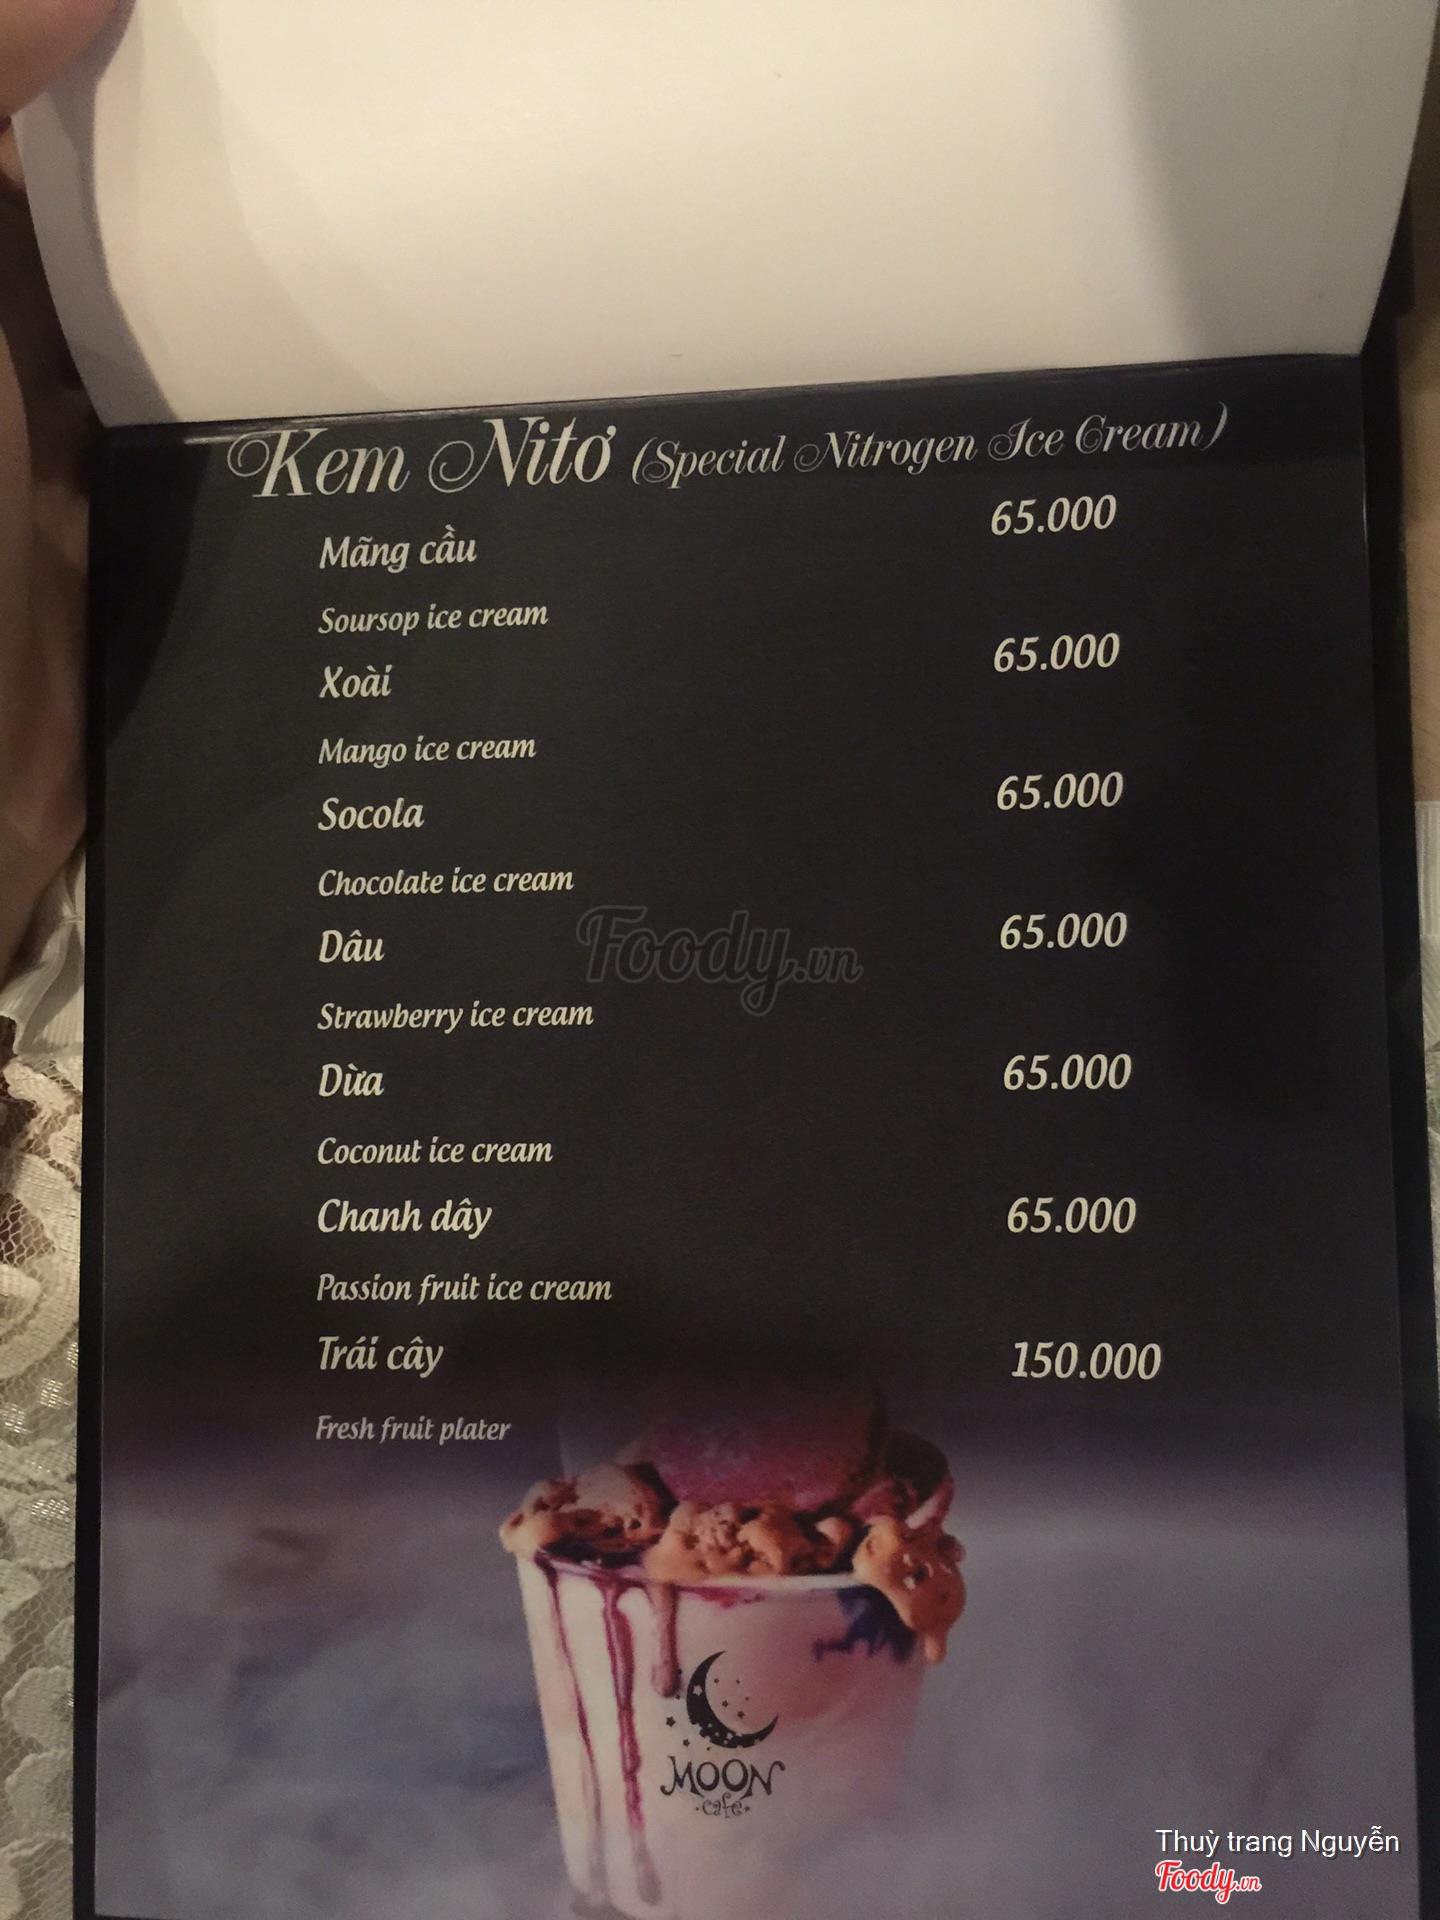 Kem Nitơ (Special Nitrogen Ice Cream)
Mãng cầu 65.000
Soursop ice cream
Xoài 65.000
Mango ice cream
Socola 65.000
Chocolate ice cream
Dâu 65.000
Foody.vn
Strawberry ice cream
Dừa 65.000
Coconut ice cream
Chanh dây 65.000
Passion fruit ice cream
Trái cây 150.000
Fresh fruit plater
MOON
cafe
Thuỳ trang Nguyễn
Foody.vn